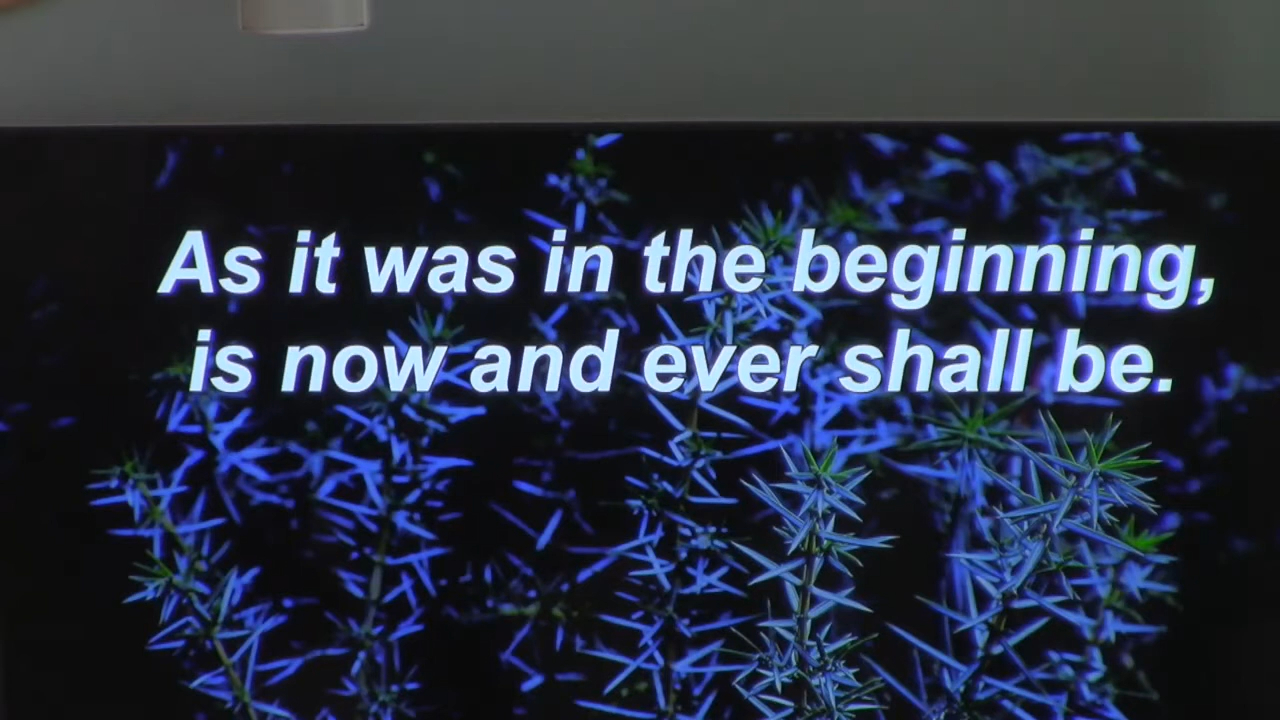 As it was in the beginning,
is now and ever shall be.